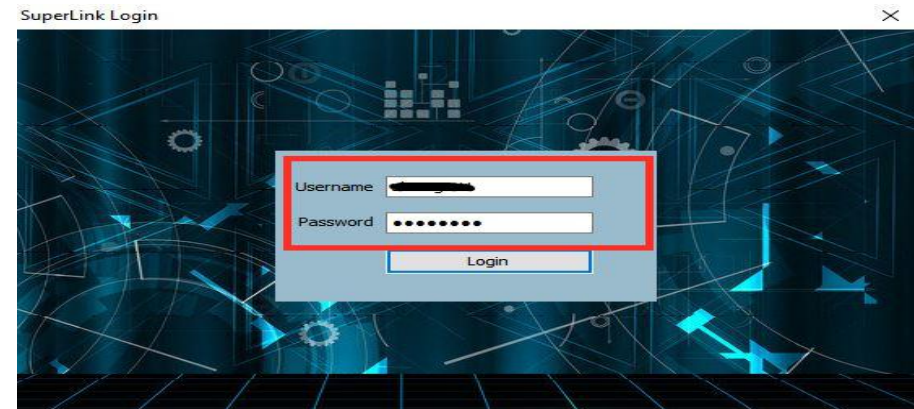 SuperLink Login
Username
Password ••••••••
Login